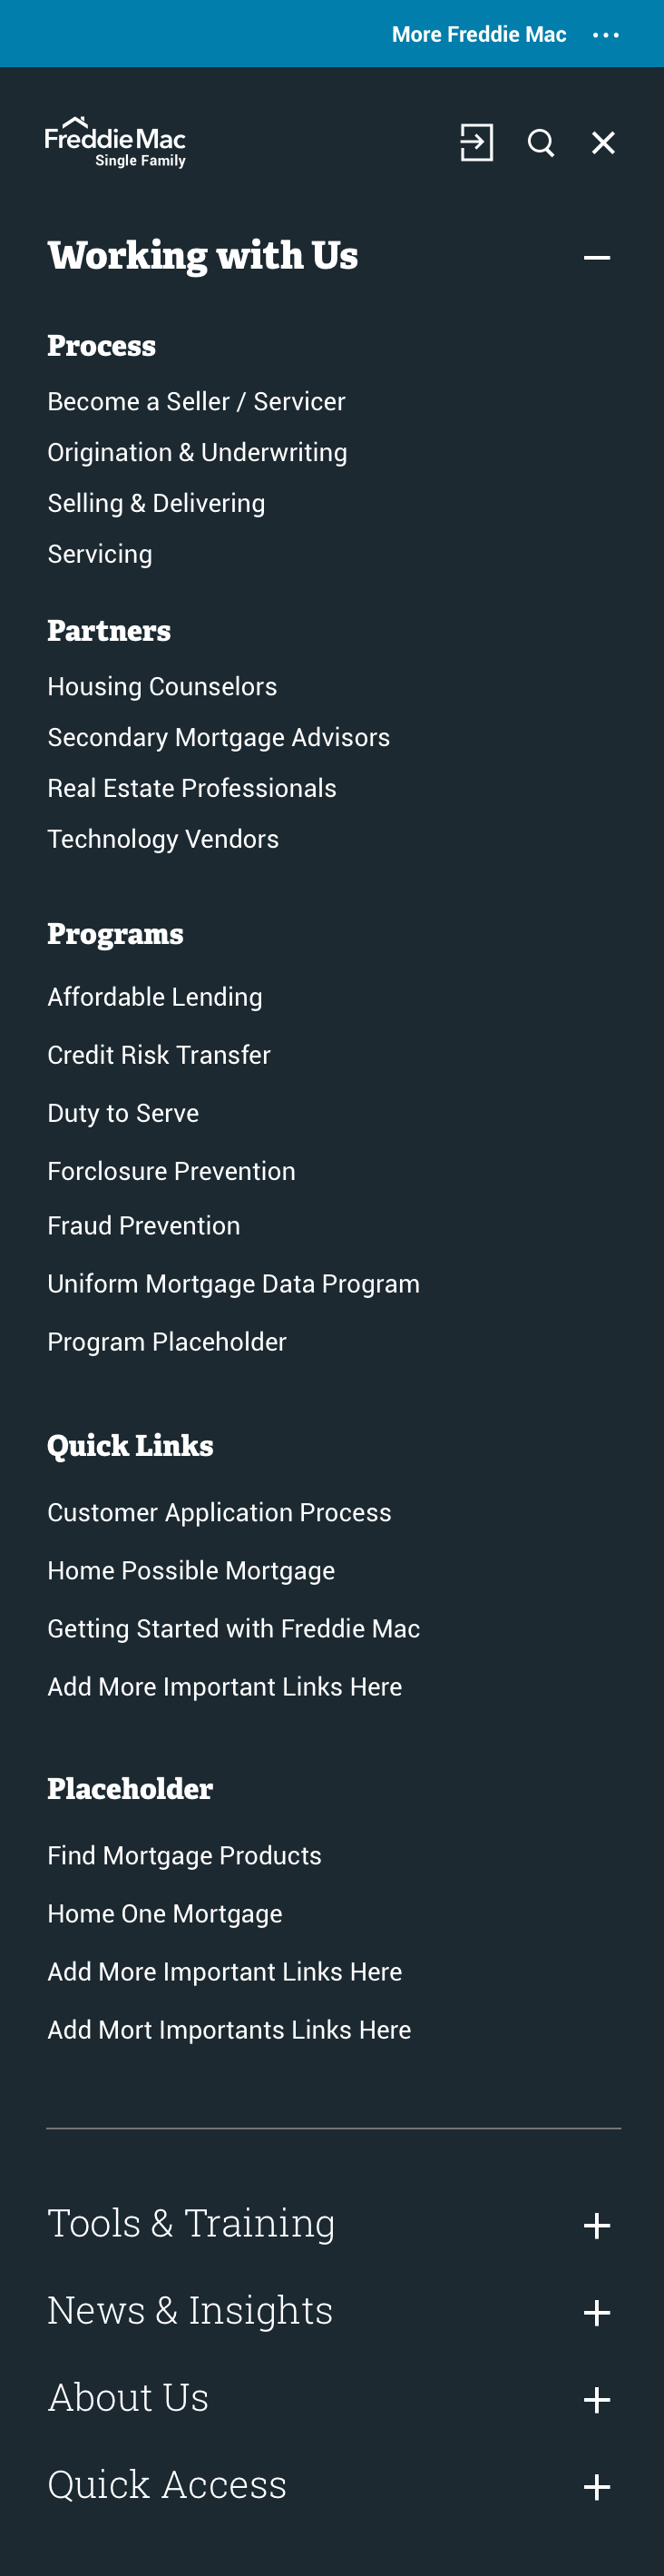 More Freddie Mac
Freddie Mac
Single Family
Working with Us
Process
Become a Seller / Servicer
Origination & Underwriting
Selling & Delivering
Servicing
Partners
Housing Counselors
Secondary Mortgage Advisors
Real Estate Professionals
Technology Vendors
Programs
Affordable Lending
Credit Risk Transfer
Duty to Serve
Forclosure Prevention
Fraud Prevention
Uniform Mortgage Data Program
Program Placeholder
Quick Links
Customer Application Process
Home Possible Mortgage
Getting Started with Freddie Mac
Add More Important Links Here
Placeholder
Find Mortgage Products
Home One Mortgage
Add More Important Links Here
Add Mort Importants Links Here
Tools & Training
News & Insights
About Us
Quick Access